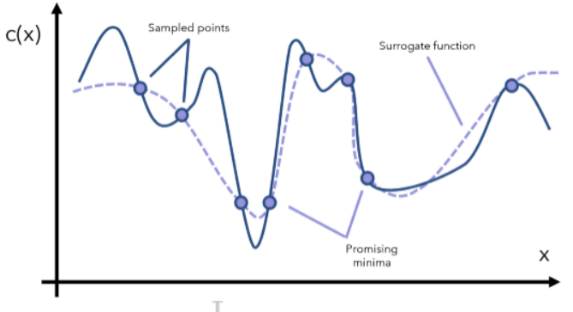 c(x)
Sampled points
Surrogate function
Promising
minima
x